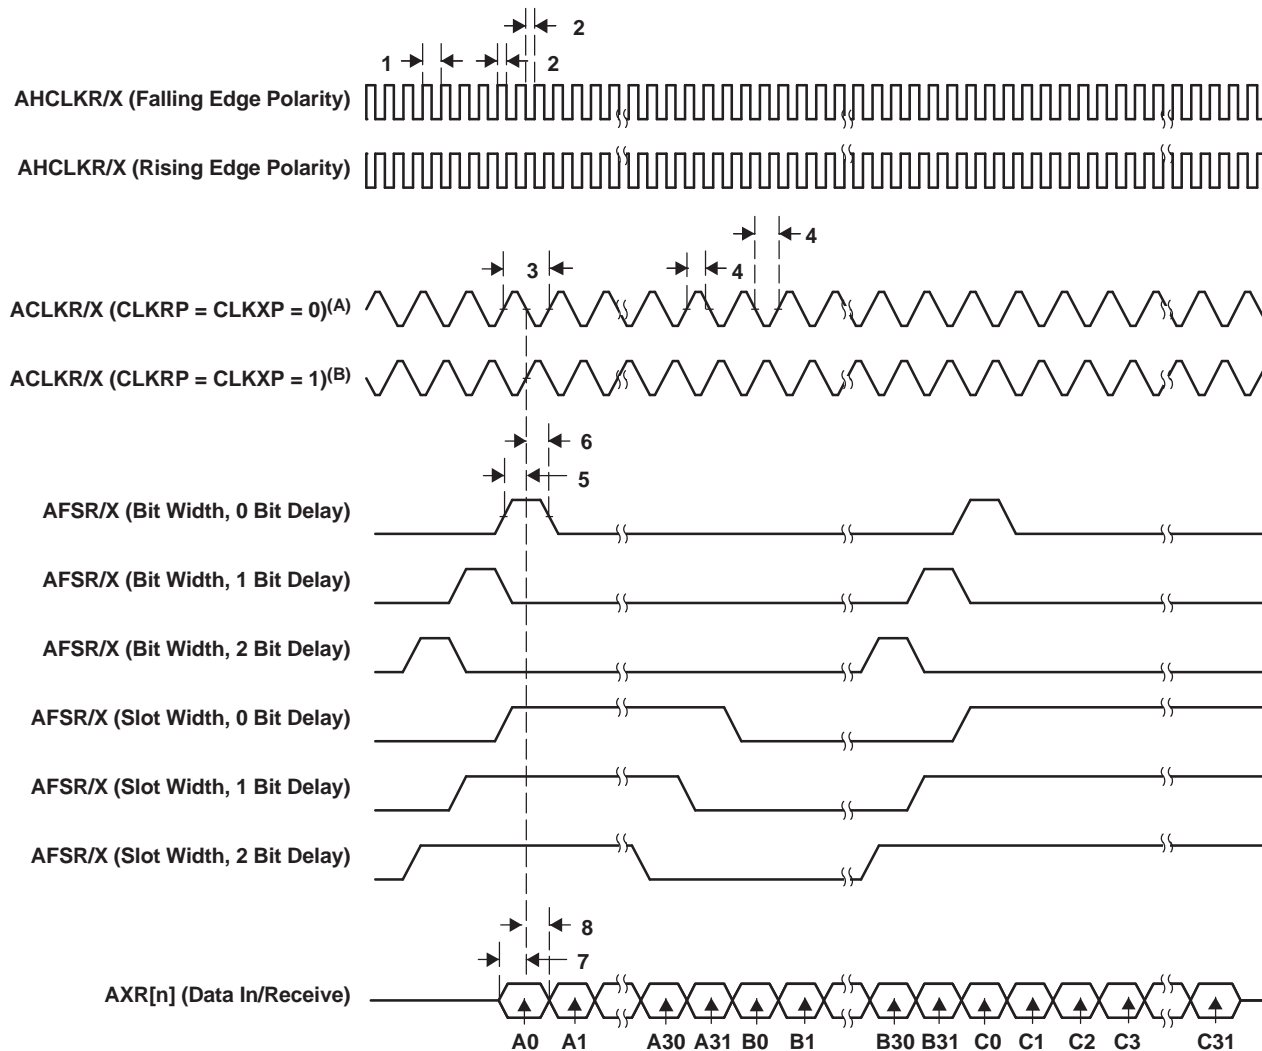 2
1
2
AHCLKR/X (Falling Edge Polarity)
AHCLKR/X (Rising Edge Polarity)
4
3
4
ACLKR/X (CLKRP = CLKXP = 0)(A)
ACLKR/X (CLKRP = CLKXP = 1)(B)
6
5
AFSR/X (Bit Width, 0 Bit Delay)
AFSR/X (Bit Width, 1 Bit Delay)
AFSR/X (Bit Width, 2 Bit Delay)
AFSR/X (Slot Width, 0 Bit Delay)
AFSR/X (Slot Width, 1 Bit Delay)
AFSR/X (Slot Width, 2 Bit Delay)
8
7
AXR[n] (Data In/Receive)
A0 A1 A30 A31 B0 B1 B30 B31 C0 C1 C2 C3 C31